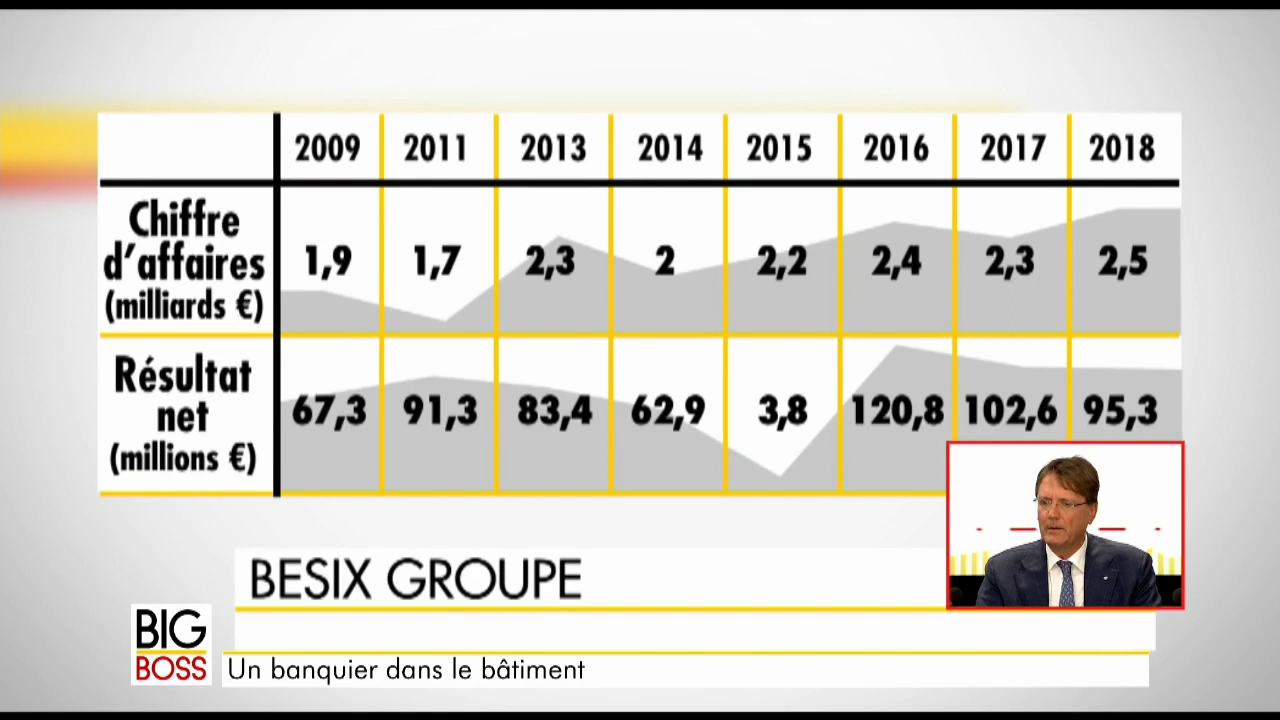 2009 2011 2013 2014 2015 2016 2017 2018
Chiffre
d'affaires
(milliards €)
1,9 1,7 2,3 2 2,2 2,4 2,3 2,5
Résultat
net
(millions €)
67,3 91,3 83,4 62,9 3,8 120,8 102,6 95,3
BESIX GROUPE
BIG
BOSS
Un banquier dans le bâtiment